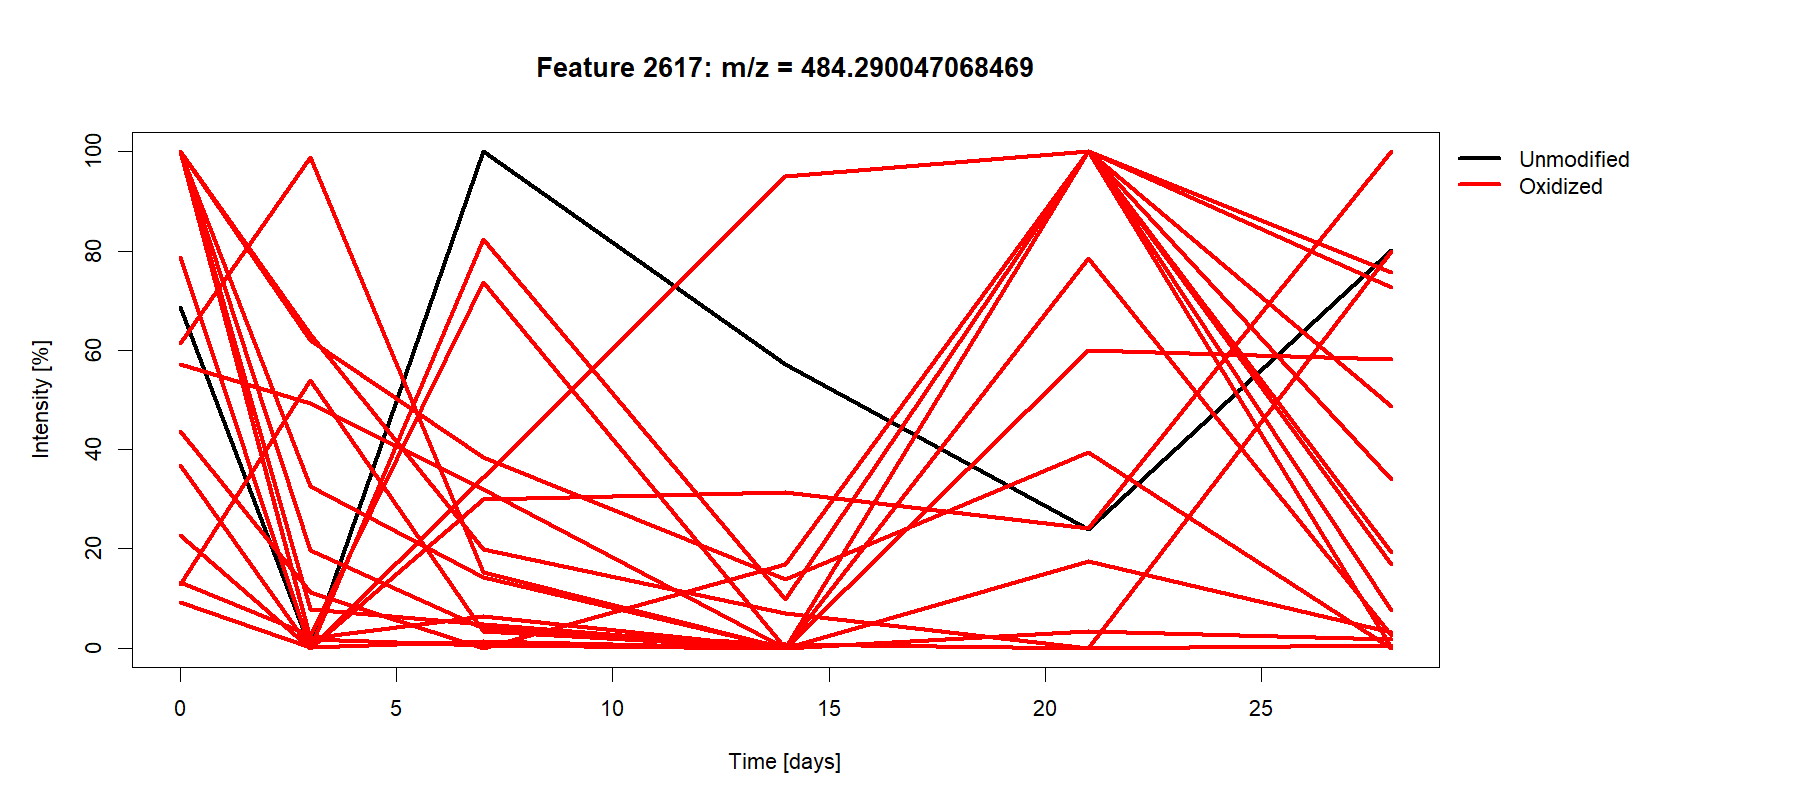 Feature 2617: m/z = 484.290047068469
Unmodified
Oxidized
Intensity [%]
100
80
60
40
20
0
0 5 10 15 20 25
Time [days]